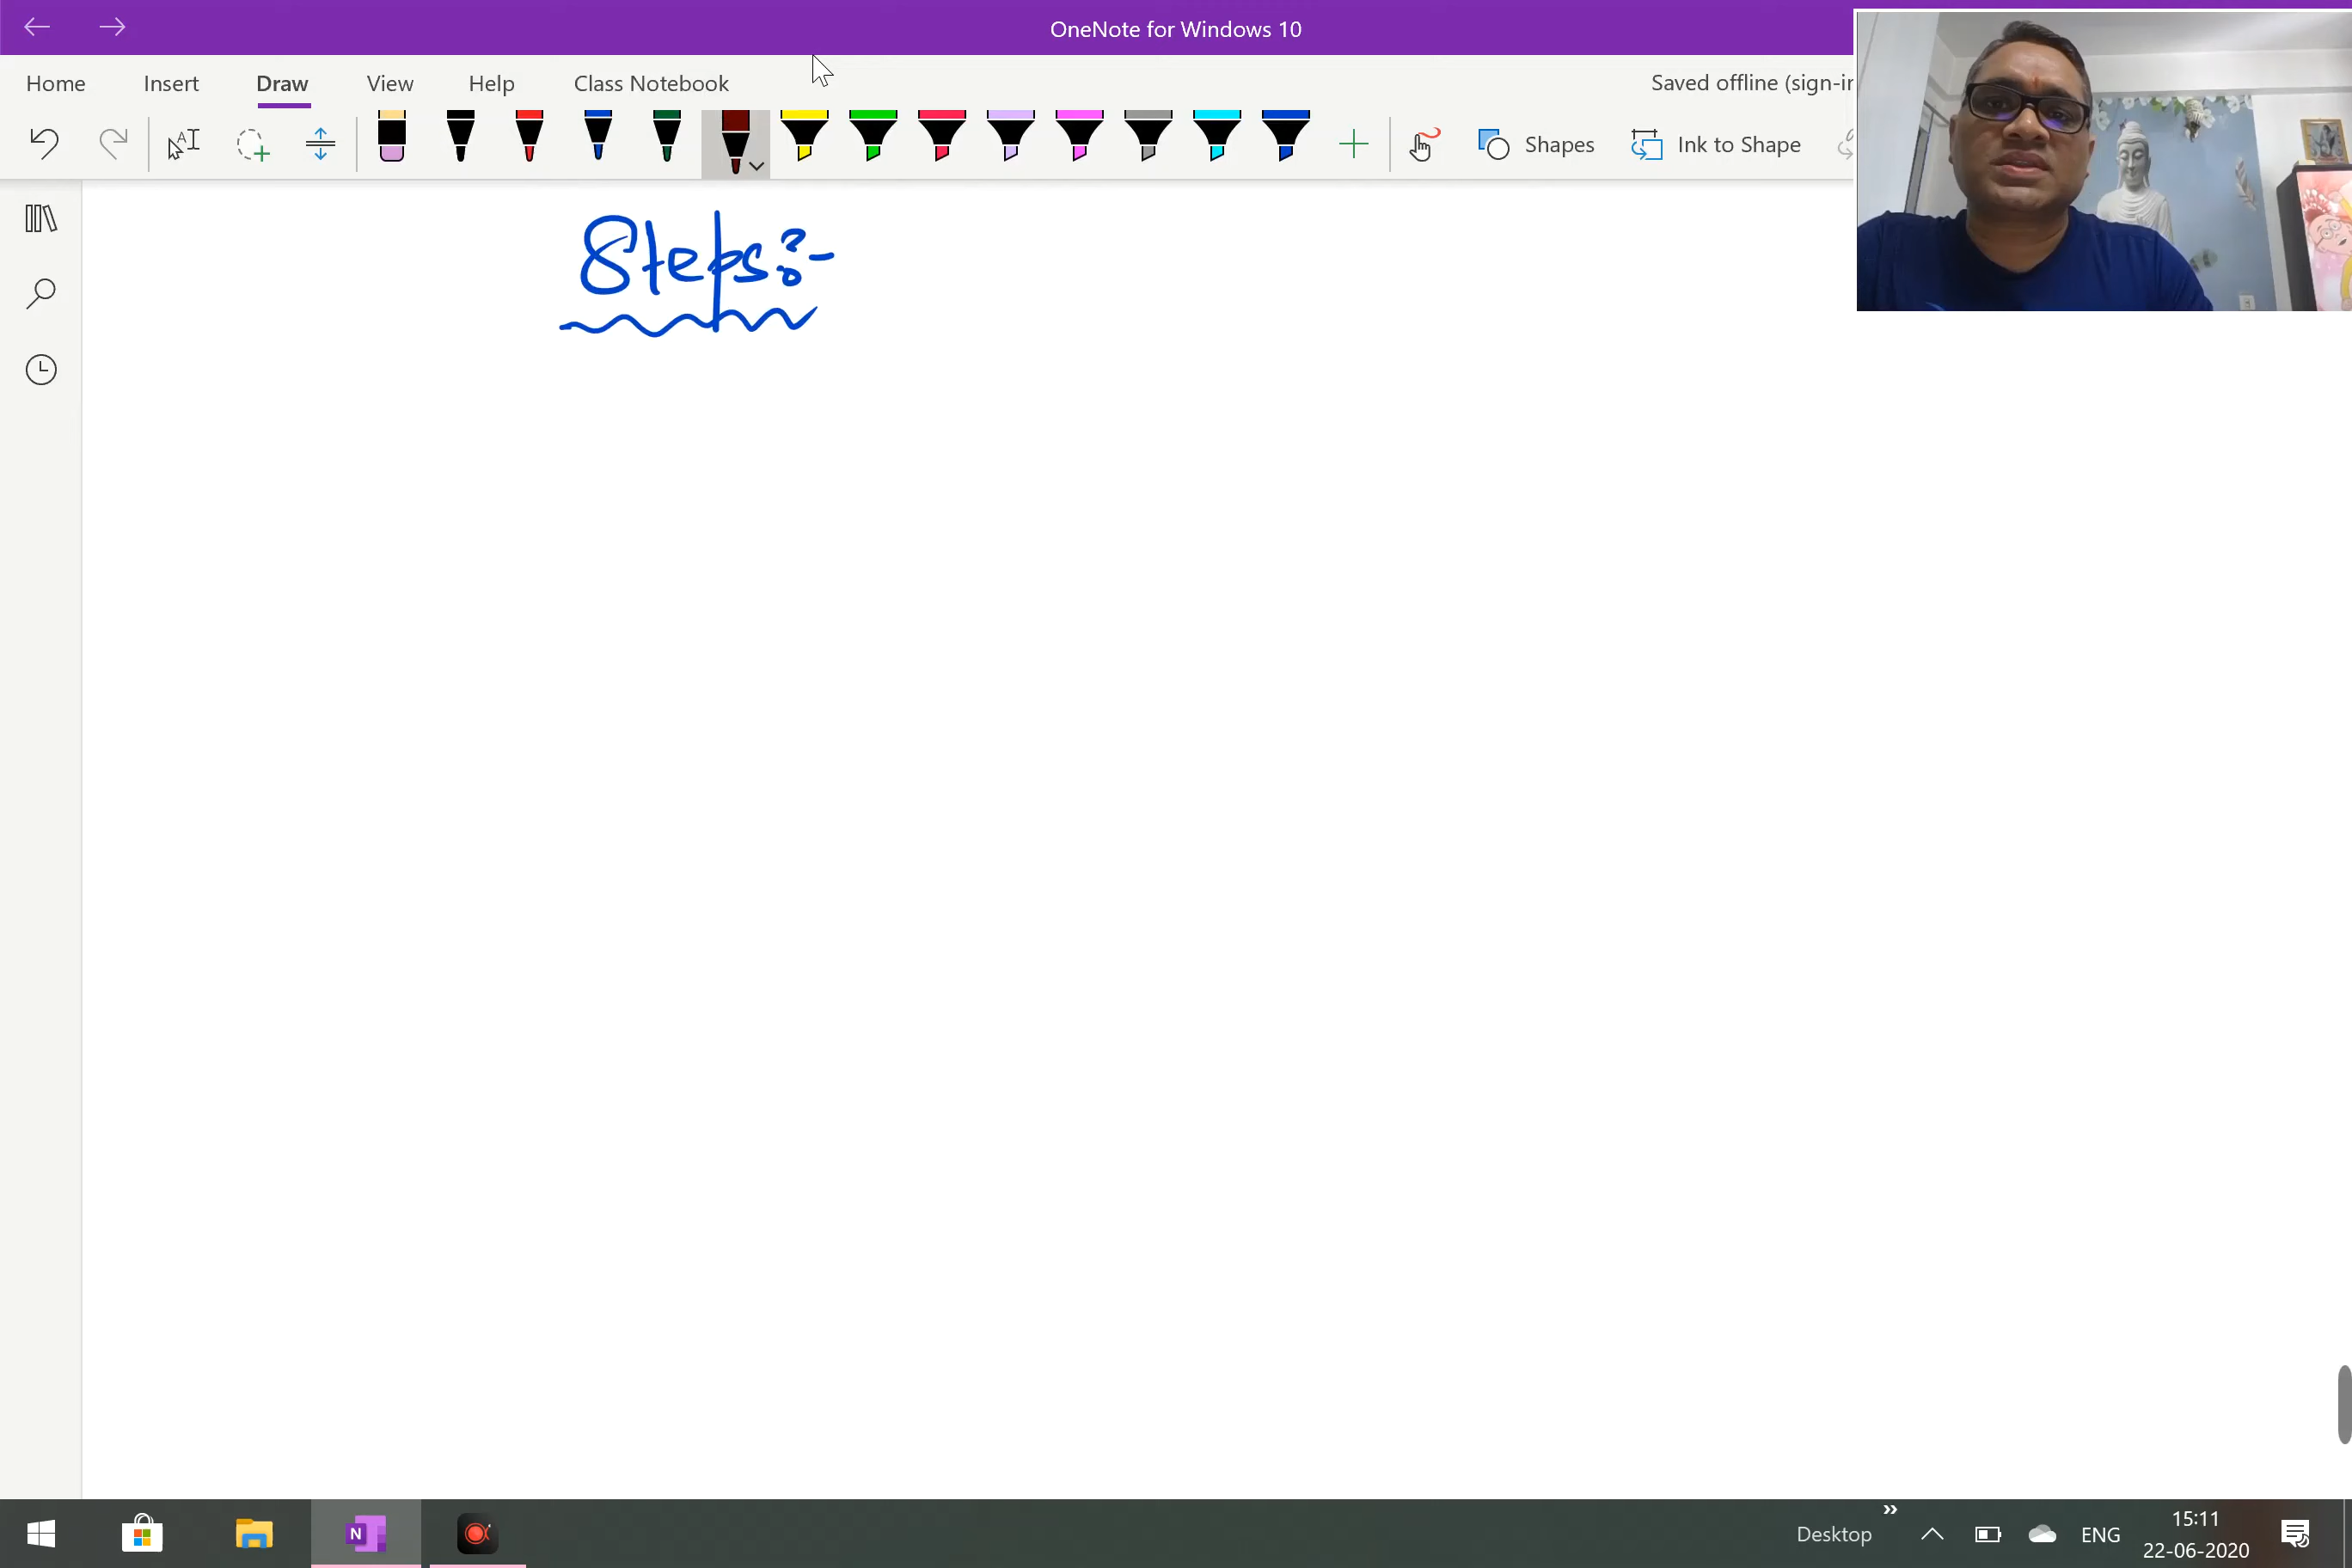 OneNote for Windows 10
Home Insert Draw View Help Class Notebook Saved offline (sign-in
Shapes Ink to Shape
Steps:-
N
Desktop ENG 15:11
22-06-2020